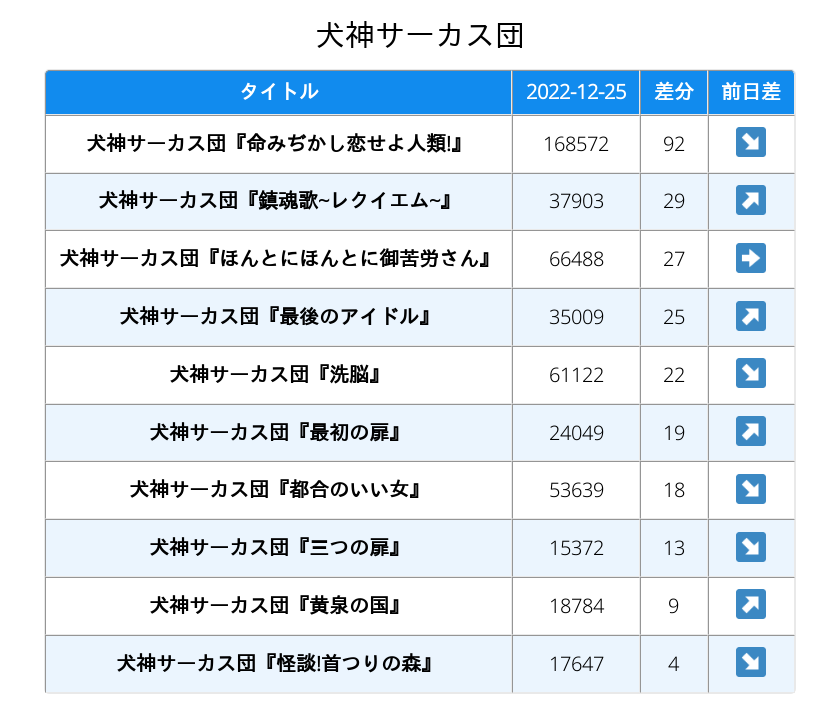 犬神サーカス団
タイトル 2022-12-25 差分 前日差
犬神サーカス団『命みぢかし恋せよ人類!』 168572 92 ↘
犬神サーカス団『鎮魂歌~レクイエム~』 37903 29 ↗
犬神サーカス団『ほんとにほんとに御苦労さん』 66488 27 ➡
犬神サーカス団『最後のアイドル』 35009 25 ↗
犬神サーカス団『洗脳』 61122 22 ↘
犬神サーカス団『最初の扉』 24049 19 ↗
犬神サーカス団『都合のいい女』 53639 18 ↘
犬神サーカス団『三つの扉』 15372 13 ↘
犬神サーカス団『黄泉の国』 18784 9 ↗
犬神サーカス団『怪談!首つりの森』 17647 4 ↘